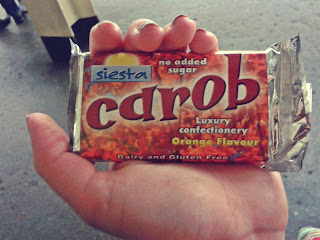 siesta
no added
sugar
carob
Luxury
confectionery
Orange Flavour
Dairy and Gluten Free